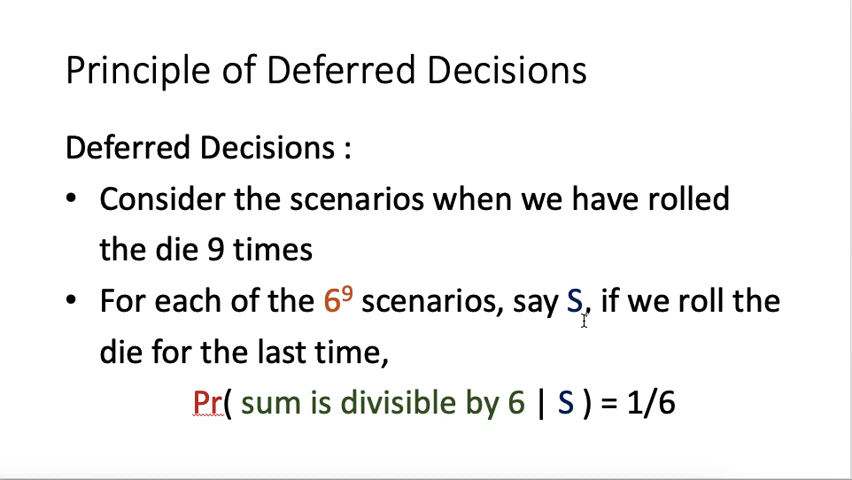 Principle of Deferred Decisions
Deferred Decisions :
• Consider the scenarios when we have rolled
the die 9 times
• For each of the 6⁹ scenarios, say S, if we roll the
die for the last time,
Pr( sum is divisible by 6 | S ) = 1/6